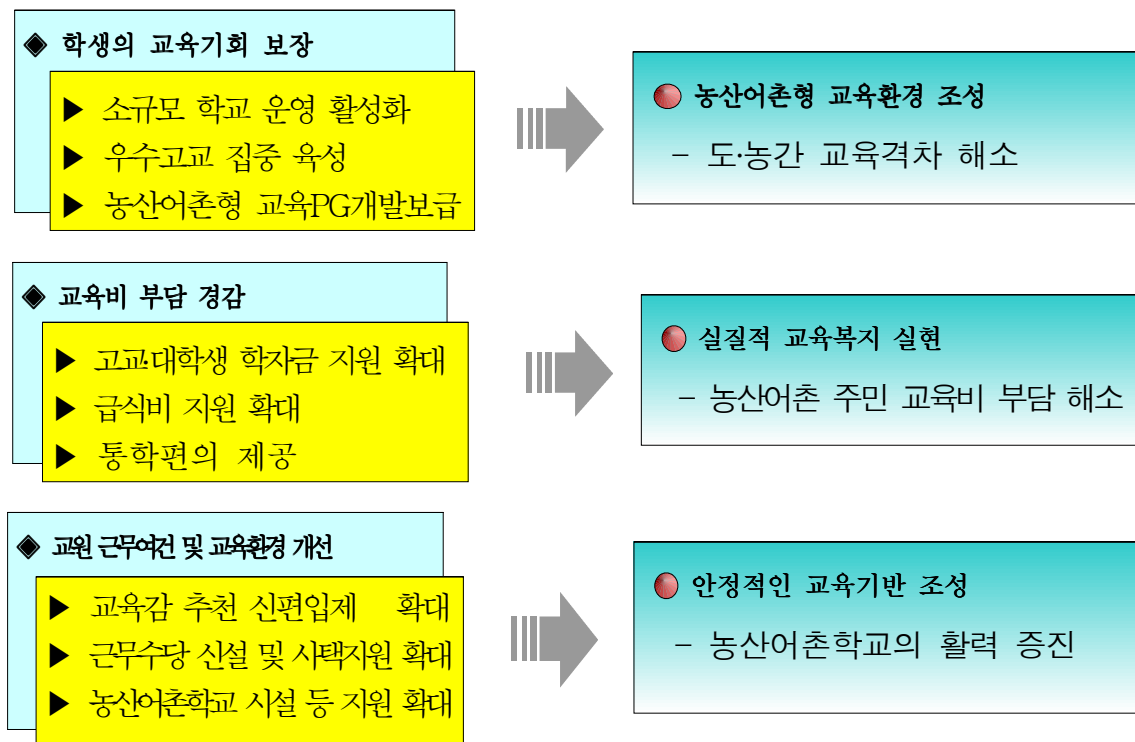 ◈ 학생의 교육기회 보장
▶ 소규모 학교 운영 활성화
▶ 우수고교 집중 육성
▶ 농산어촌형 교육PG개발보급
농산어촌형 교육환경 조성
- 도·농간 교육격차 해소
◈ 교육비 부담 경감
▶ 고교·대학생 학자금 지원 확대
▶ 급식비 지원 확대
▶ 통학편의 제공
실질적 교육복지 실현
- 농산어촌 주민 교육비 부담 해소
◈ 교원 근무여건 및 교육환경 개선
▶ 교육감 추천 신편입제 확대
▶ 근무수당 신설 및 사택지원 확대
▶ 농산어촌학교 시설 등 지원 확대
안정적인 교육기반 조성
- 농산어촌학교의 활력 증진